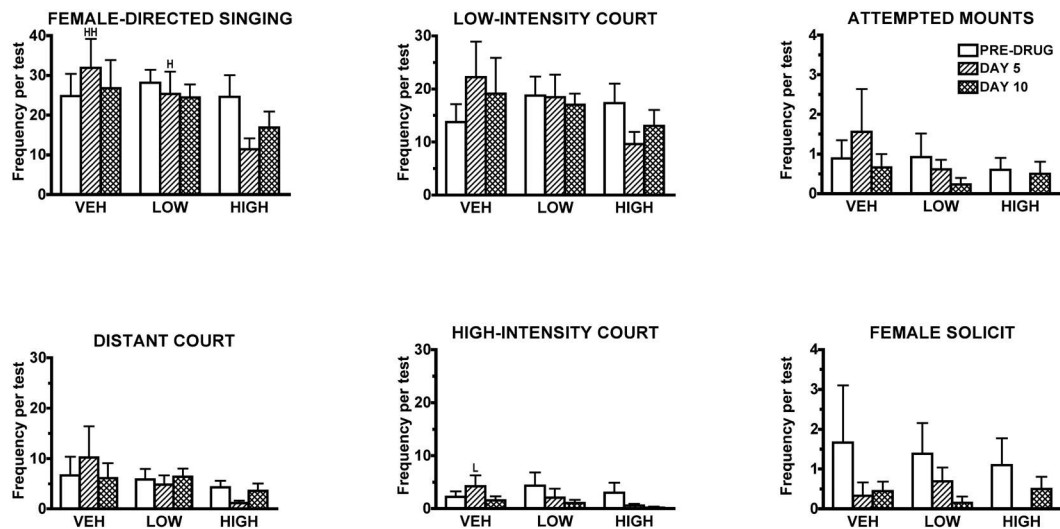 FEMALE-DIRECTED SINGING
Frequency per test
40
30
20
10
0
HH
H
VEH LOW HIGH
LOW-INTENSITY COURT
Frequency per test
30
20
10
0
VEH LOW HIGH
ATTEMPTED MOUNTS
Frequency per test
4
3
2
1
0
PRE-DRUG
DAY 5
DAY 10
VEH LOW HIGH
DISTANT COURT
Frequency per test
30
20
10
0
VEH LOW HIGH
HIGH-INTENSITY COURT
Frequency per test
30
20
10
0
L
VEH LOW HIGH
FEMALE SOLICIT
Frequency per test
4
3
2
1
0
VEH LOW HIGH